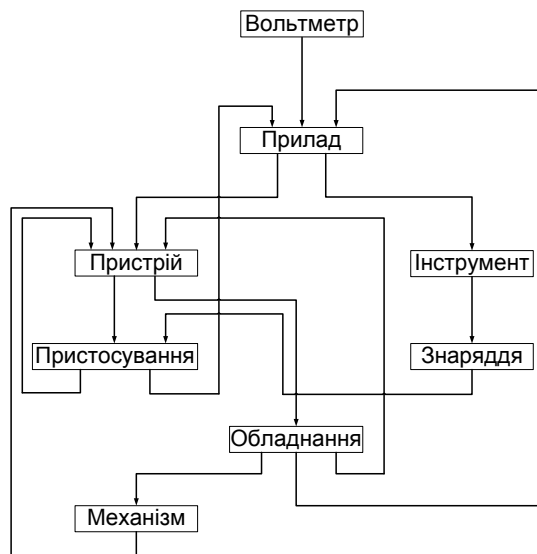 Вольтметр
Прилад
Пристрій
Інструмент
Пристосування
Знаряддя
Обладнання
Механізм